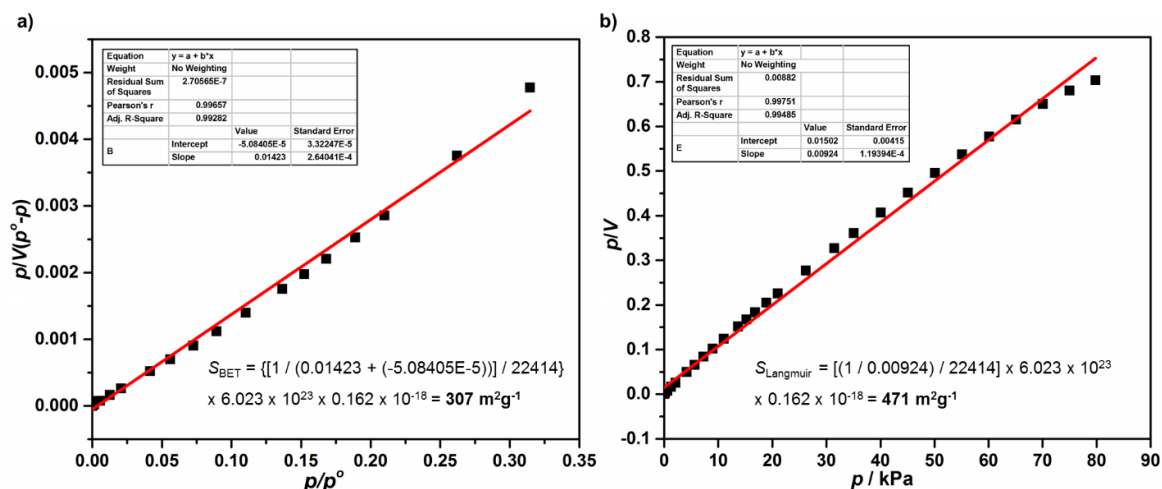 a)
Equation y = a + b*x
Weight No Weighting
Residual Sum of Squares 2.70565E-7
Pearson's r 0.99657
Adj. R-Square 0.99282
Value Standard Error
B Intercept -5.08405E-5 3.32247E-5
Slope 0.01423 2.64041E-4
0.005
0.004
0.003
0.002
0.001
0.000
p/V(p°-p)
S_BET = {[1 / (0.01423 + (-5.08405E-5))] / 22414}
x 6.023 x 10²³ x 0.162 x 10⁻¹⁸ = 307 m²g⁻¹
0.00 0.05 0.10 0.15 0.20 0.25 0.30 0.35
p/p°
b)
Equation y = a + b*x
Weight No Weighting
Residual Sum of Squares 0.00882
Pearson's r 0.99751
Adj. R-Square 0.99485
Value Standard Error
E Intercept 0.01502 0.00415
Slope 0.00924 1.19394E-4
0.8
0.7
0.6
0.5
0.4
0.3
0.2
0.1
0.0
-0.1
p/V
S_Langmuir = [(1 / 0.00924) / 22414] x 6.023 x 10²³
x 0.162 x 10⁻¹⁸ = 471 m²g⁻¹
0 10 20 30 40 50 60 70 80 90
p / kPa